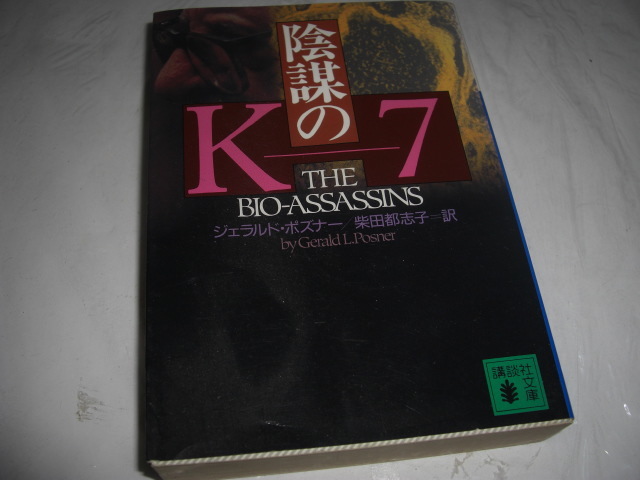 陰謀の
K—7
THE
BIO-ASSASSINS
ジェラルド・ポズナー/柴田都志子=訳
by Gerald L.Posner
講談社
文庫